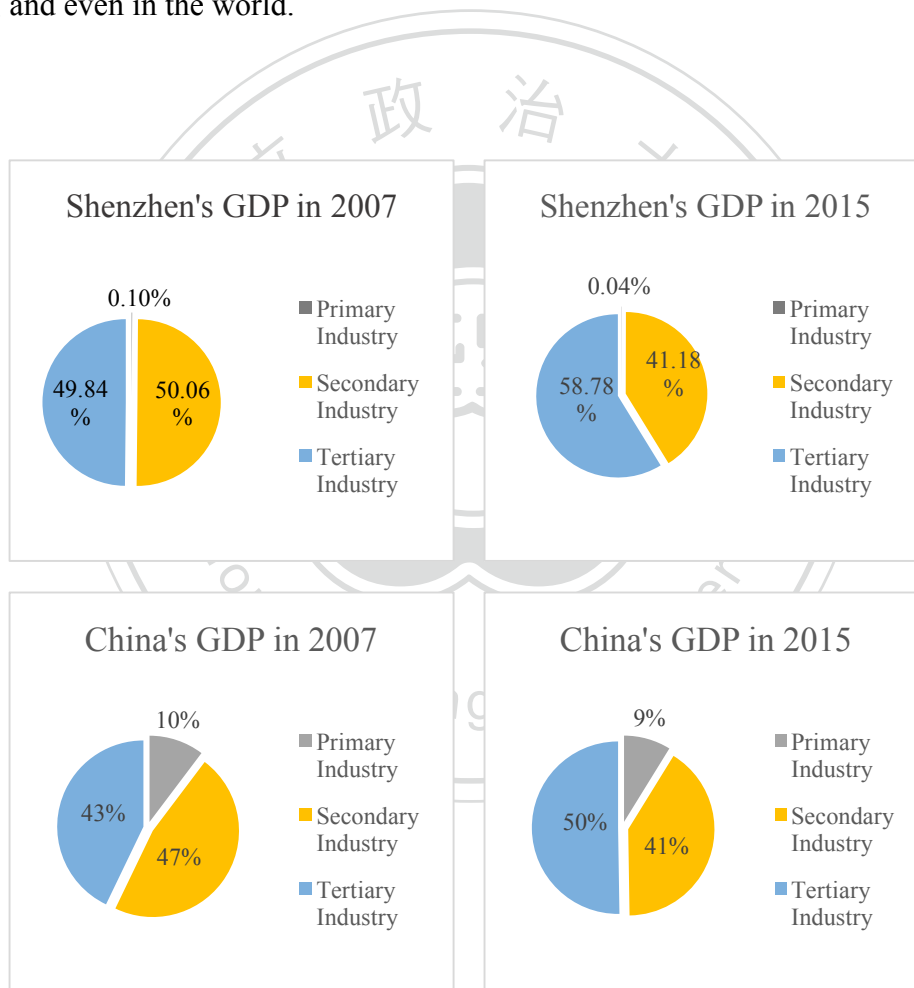 and even in the world.
政 治
Shenzhen's GDP in 2007
0.10%
49.84
%
50.06
%
Primary
Industry
Secondary
Industry
Tertiary
Industry
Shenzhen's GDP in 2015
0.04%
58.78
%
41.18
%
Primary
Industry
Secondary
Industry
Tertiary
Industry
China's GDP in 2007
10%
43%
47%
Primary
Industry
Secondary
Industry
Tertiary
Industry
China's GDP in 2015
9%
50%
41%
Primary
Industry
Secondary
Industry
Tertiary
Industry